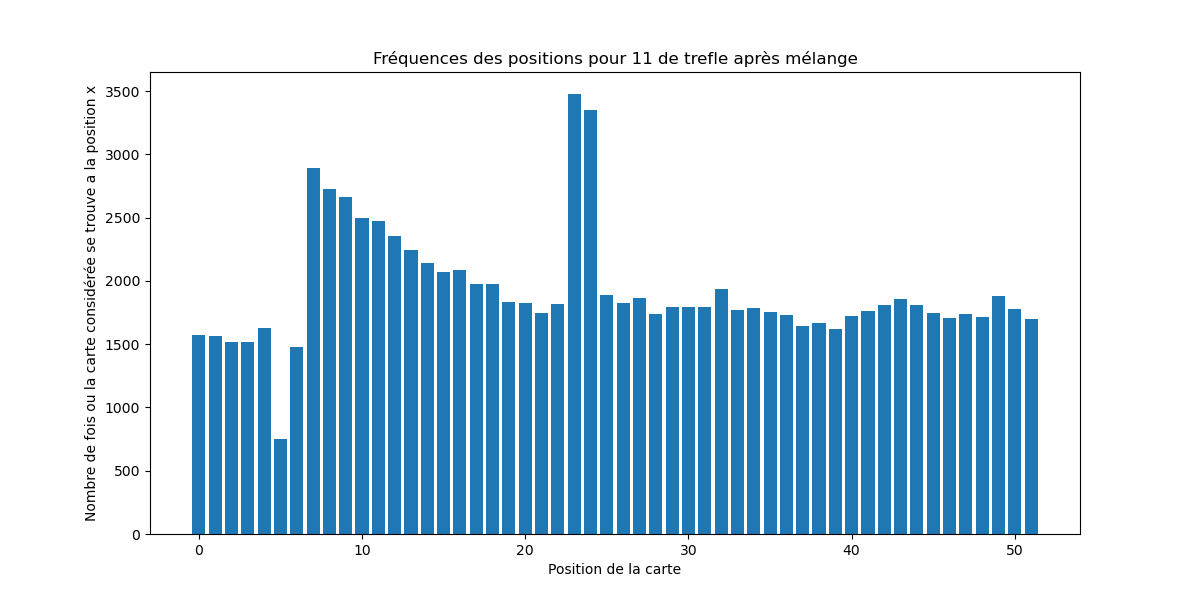 Fréquences des positions pour 11 de trefle après mélange
Nombre de fois ou la carte considérée se trouve a la position x
3500
3000
2500
2000
1500
1000
500
0
0 10 20 30 40 50
Position de la carte